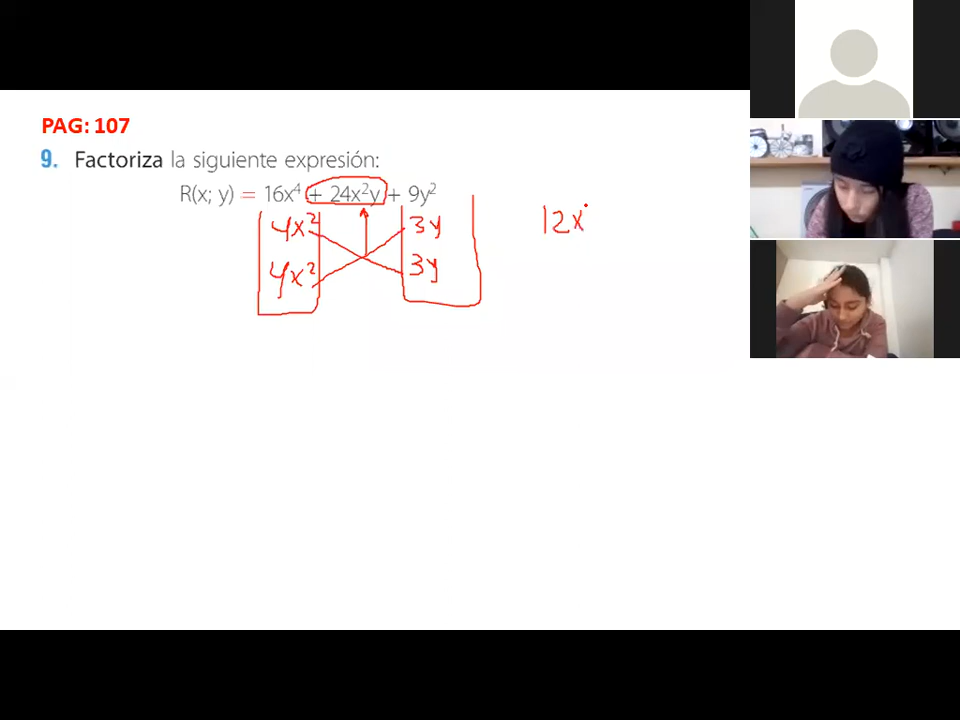 PAG: 107
9. Factoriza la siguiente expresión:
R(x; y) = 16x⁴ + 24x²y + 9y²
4x² 3y 12x
4x² 3y